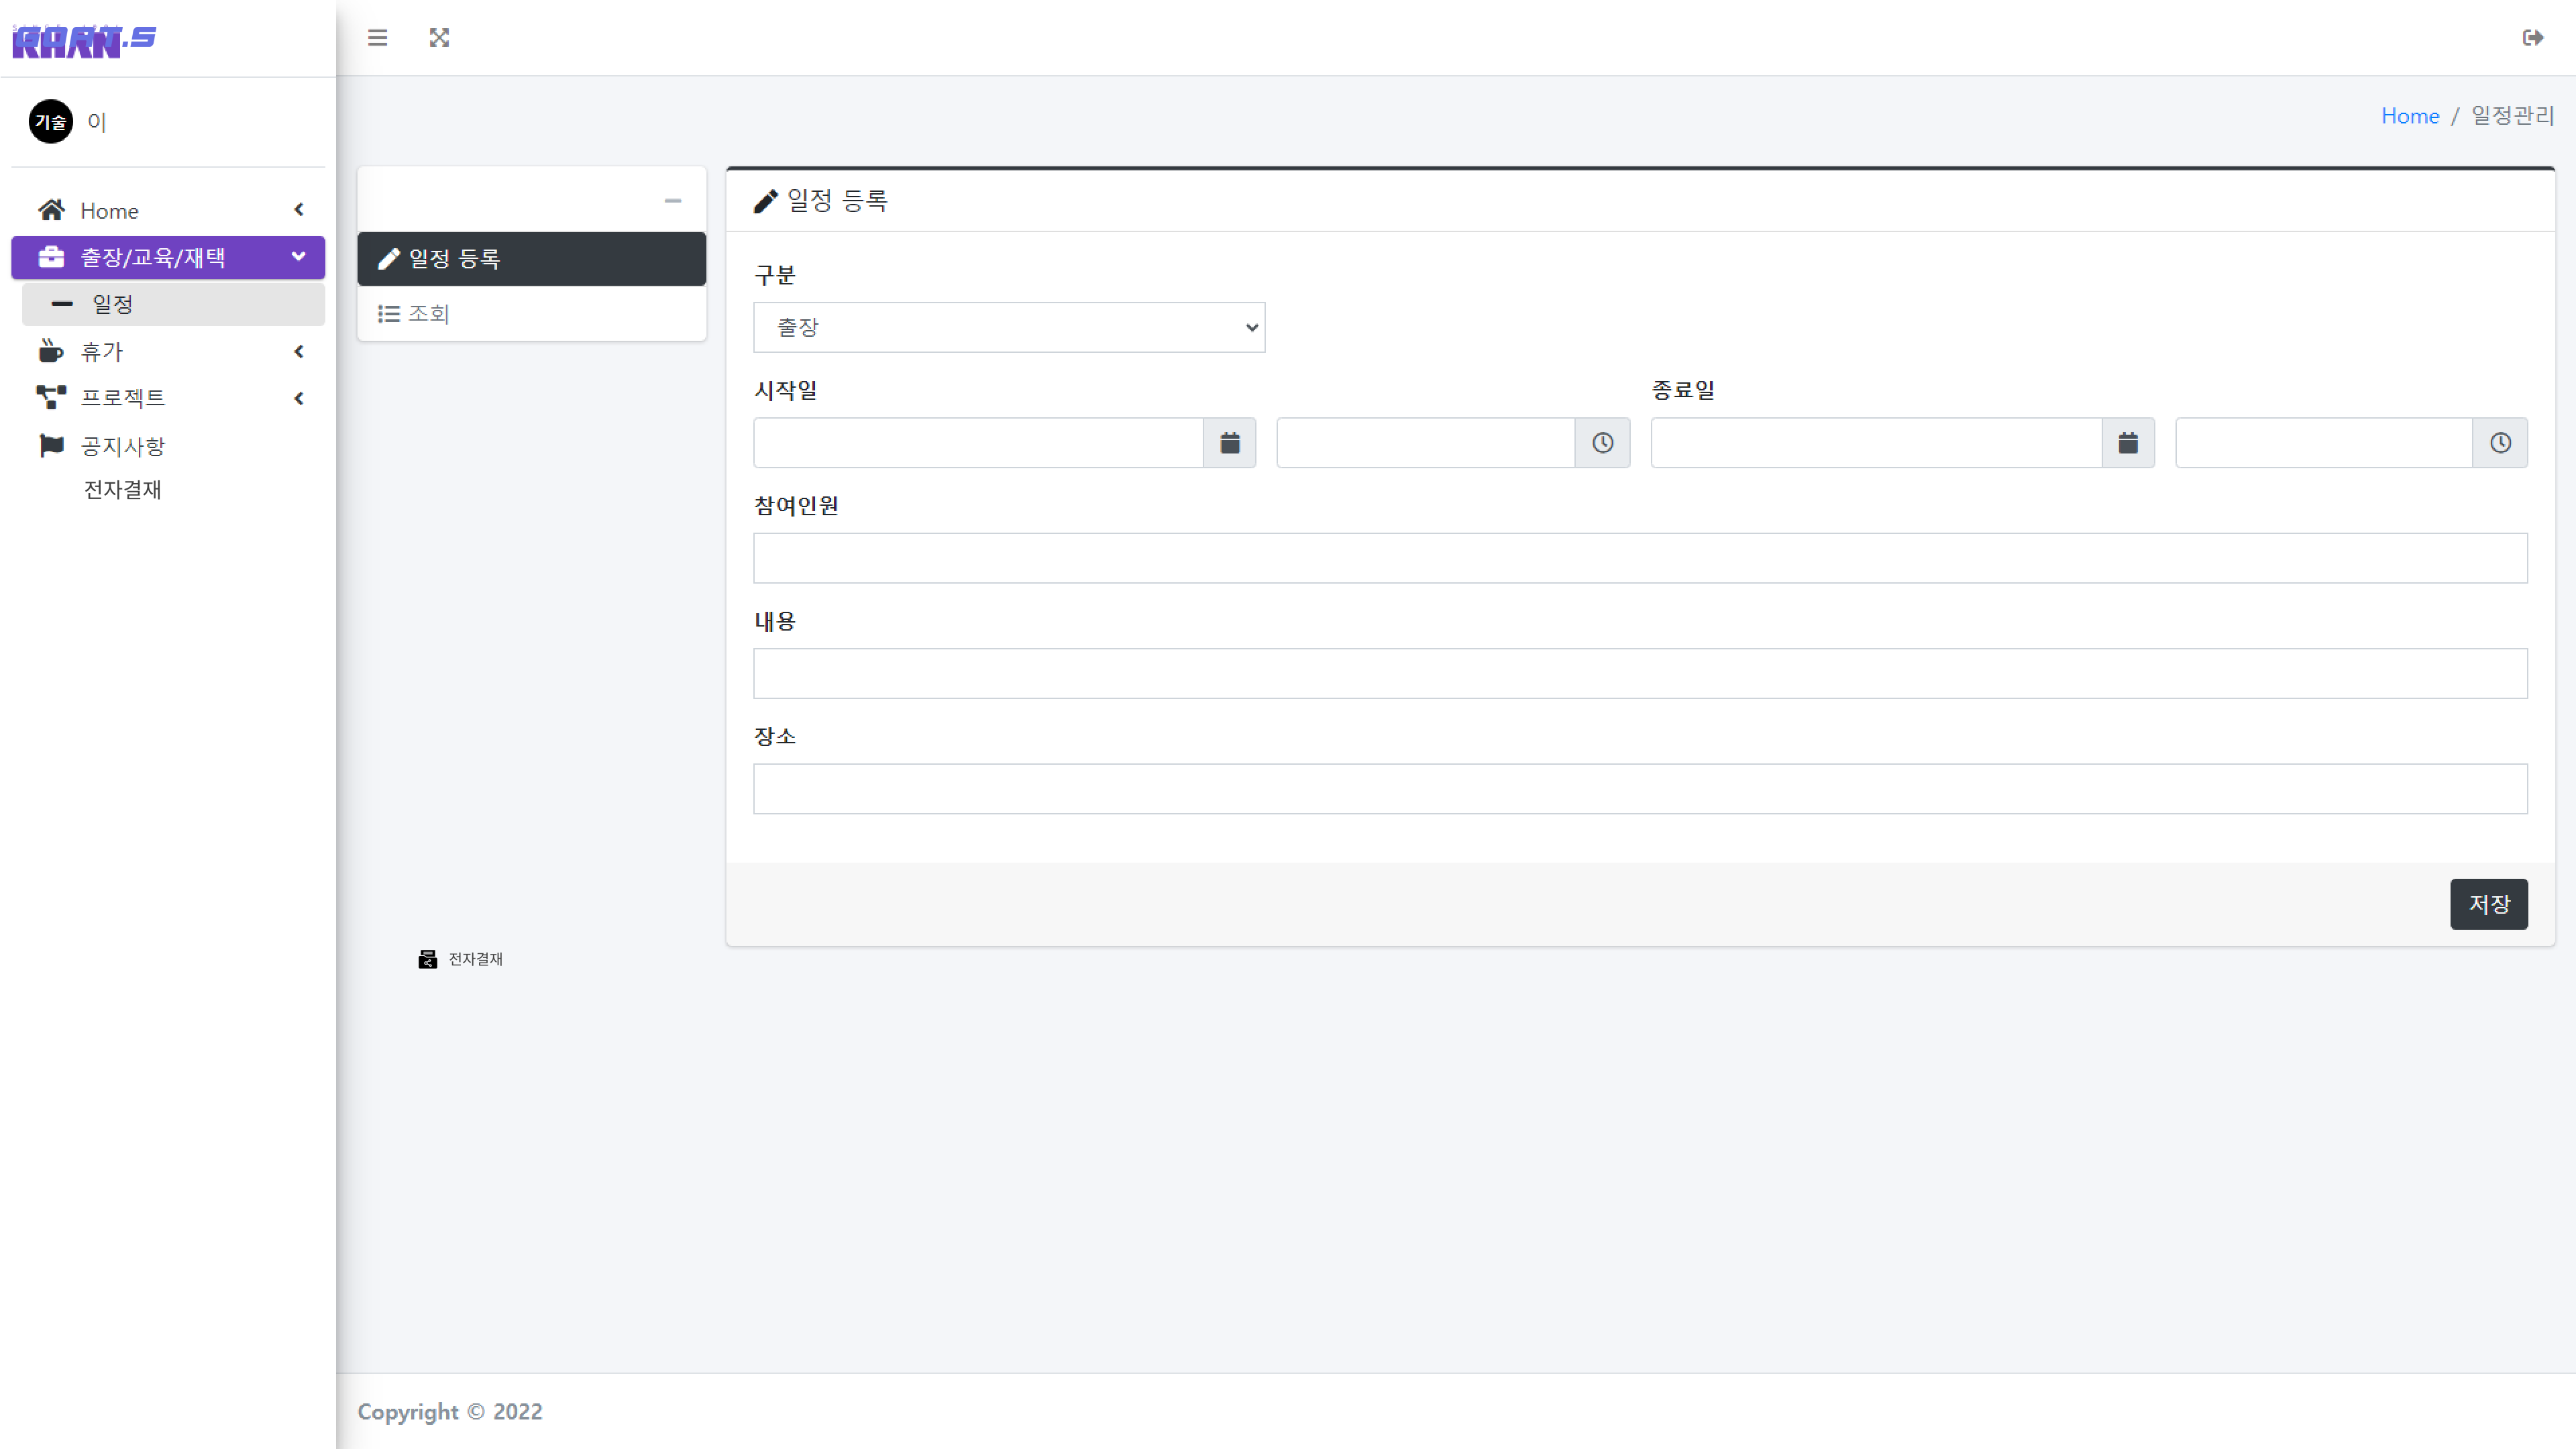 GOAT.S
기술 이
Home
출장/교육/재택
일정
휴가
프로젝트
공지사항
전자결재
Home / 일정관리
일정 등록
조회
일정 등록
구분
출장
시작일 종료일
참여인원
내용
장소
저장
전자결재
Copyright © 2022